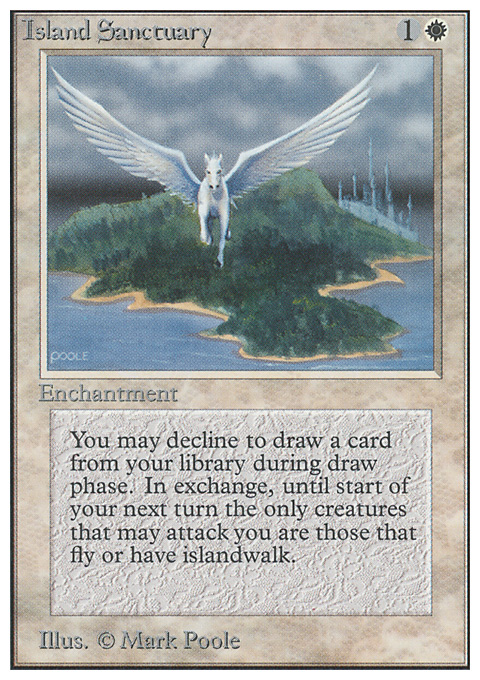 Island Sanctuary 1
POOLE
Enchantment
You may decline to draw a card
from your library during draw
phase. In exchange, until start of
your next turn the only creatures
that may attack you are those that
fly or have islandwalk.
Illus. © Mark Poole